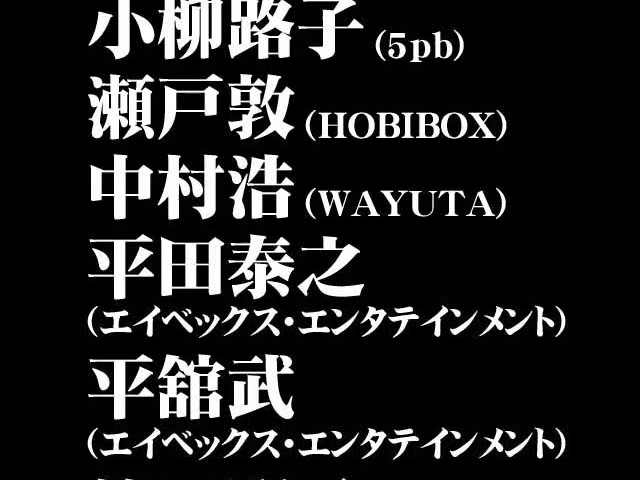 小柳路子(5pb)
瀬戸敦(HOBIBOX)
中村浩(WAYUTA)
平田泰之
(エイベックス・エンタテインメント)
平舘武
(エイベックス・エンタテインメント)